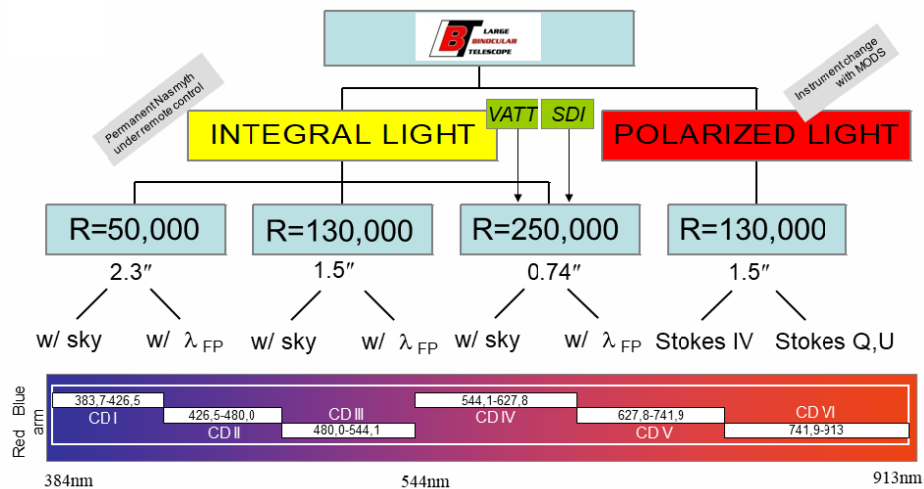 LARGE
BINOCULAR
TELESCOPE
LBT
Permanent Nasmyth
under remote control
Instrument change
with MODS
INTEGRAL LIGHT
VATT
SDI
POLARIZED LIGHT
R=50,000
R=130,000
R=250,000
R=130,000
2.3″
1.5″
0.74″
1.5″
w/ sky
w/ λ FP
w/ sky
w/ λ FP
w/ sky
w/ λ FP
Stokes IV
Stokes Q,U
Red Blue
arm
383,7-426,5
CD I
426,5-480,0
CD II
CD III
480,0-544,1
544,1-627,8
CD IV
627,8-741,9
CD V
CD VI
741,9-913
384nm
544nm
913nm